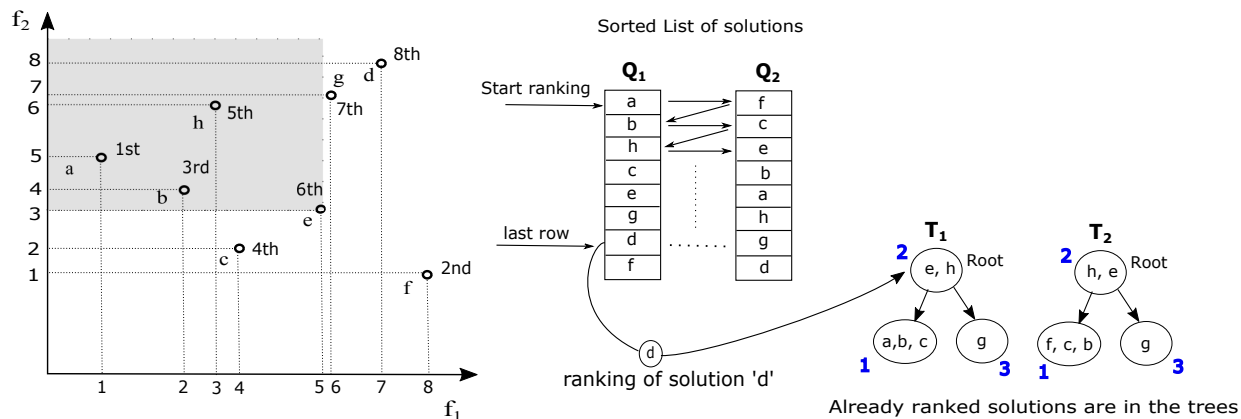 f₂
8
7
6
5
4
3
2
1
1
2
3
4
5
6
7
8
f₁
a
1st
b
3rd
h
5th
c
4th
e
6th
g
7th
d
8th
f
2nd
Sorted List of solutions
Q₁ Q₂
Start ranking
a f
b c
h e
c b
e a
g h
last row
d g
f d
d
ranking of solution 'd'
T₁
2
e, h
Root
a,b, c
1
g
3
T₂
2
h, e
Root
f, c, b
1
g
3
Already ranked solutions are in the trees